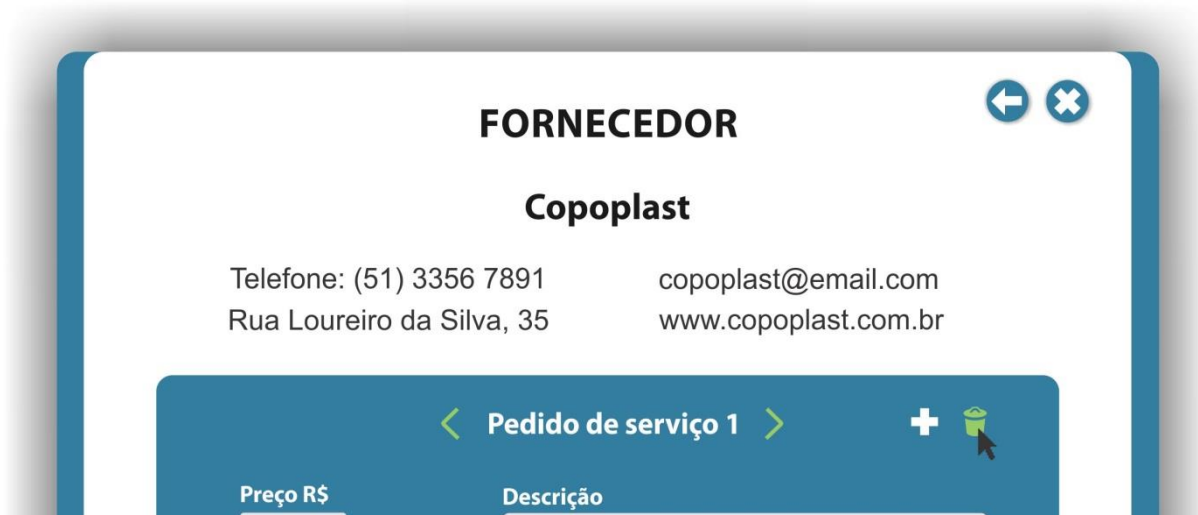 FORNECEDOR
Copoplast
Telefone: (51) 3356 7891
copoplast@email.com
Rua Loureiro da Silva, 35
www.copoplast.com.br
Pedido de serviço 1
Preço R$
Descrição